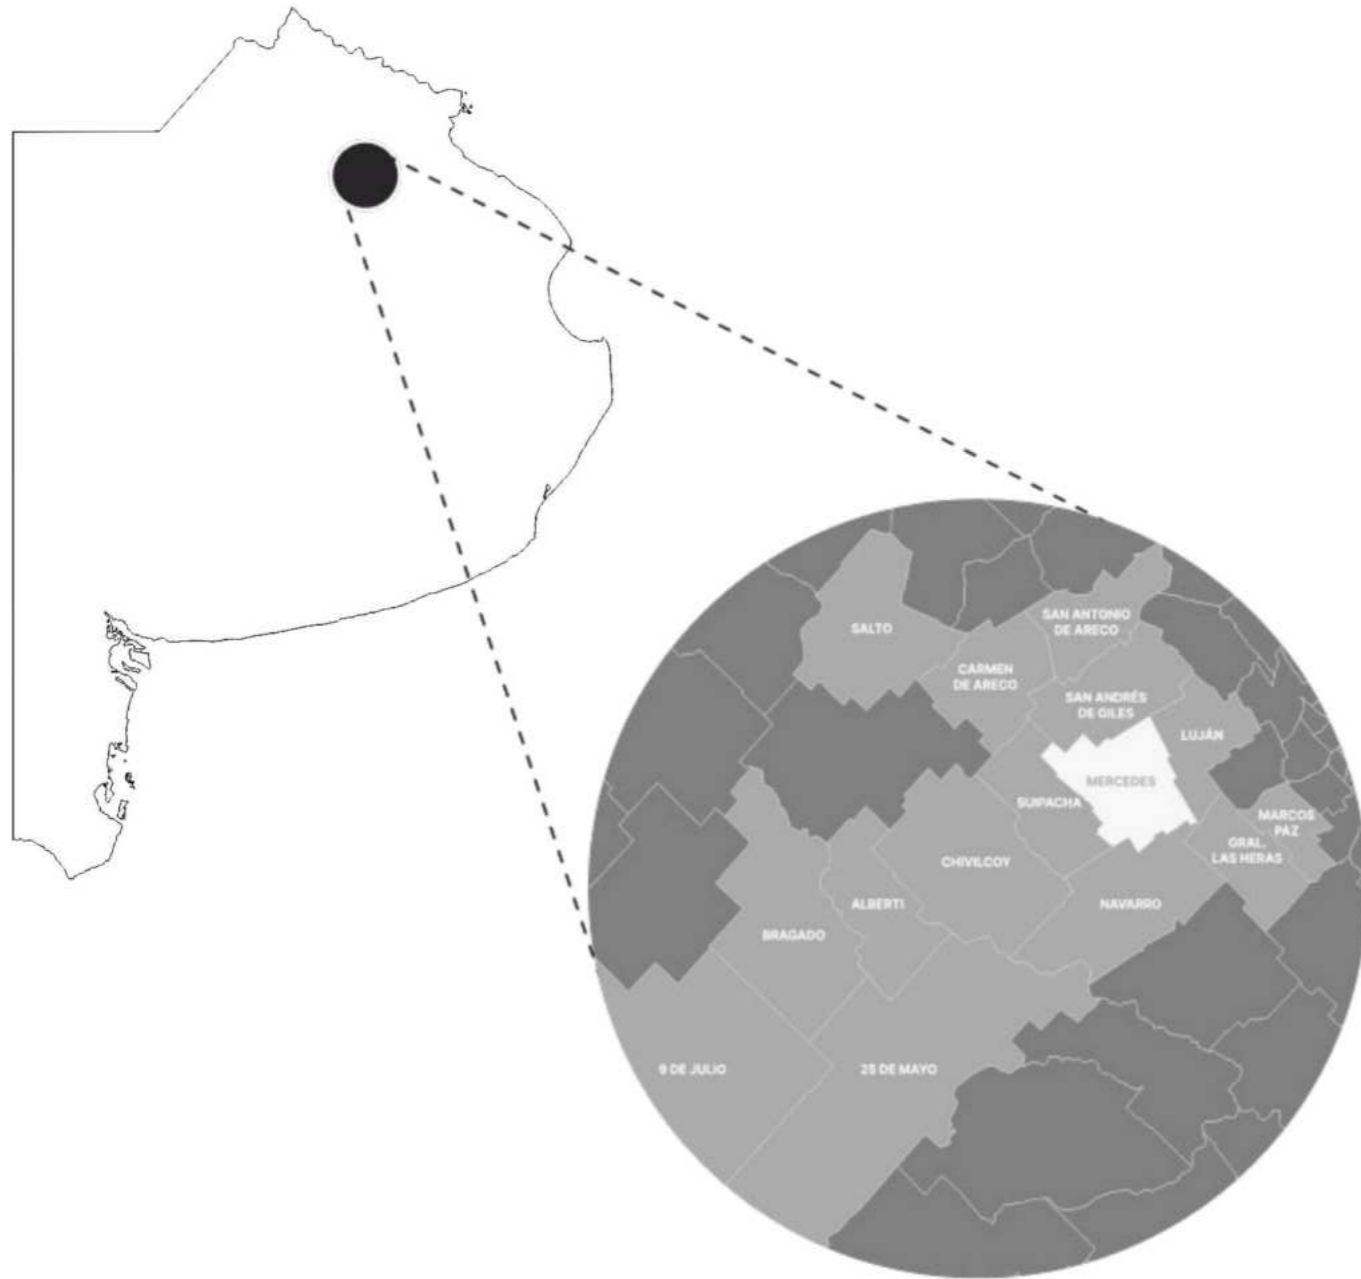 SALTO
SAN ANTONIO
DE ARECO
CARMEN
DE ARECO
SAN ANDRÉS
DE GILES
LUJÁN
MERCEDES
SUIPACHA
MARCOS
PAZ
GRAL.
LAS HERAS
CHIVILCOY
ALBERTI
NAVARRO
BRAGADO
9 DE JULIO
25 DE MAYO